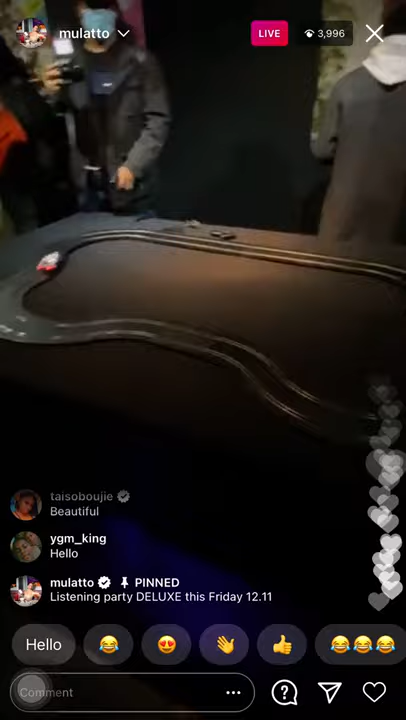 mulatto
LIVE
3,996
taisoboujie
Beautiful
ygm_king
Hello
mulatto PINNED
Listening party DELUXE this Friday 12.11
Hello
Comment